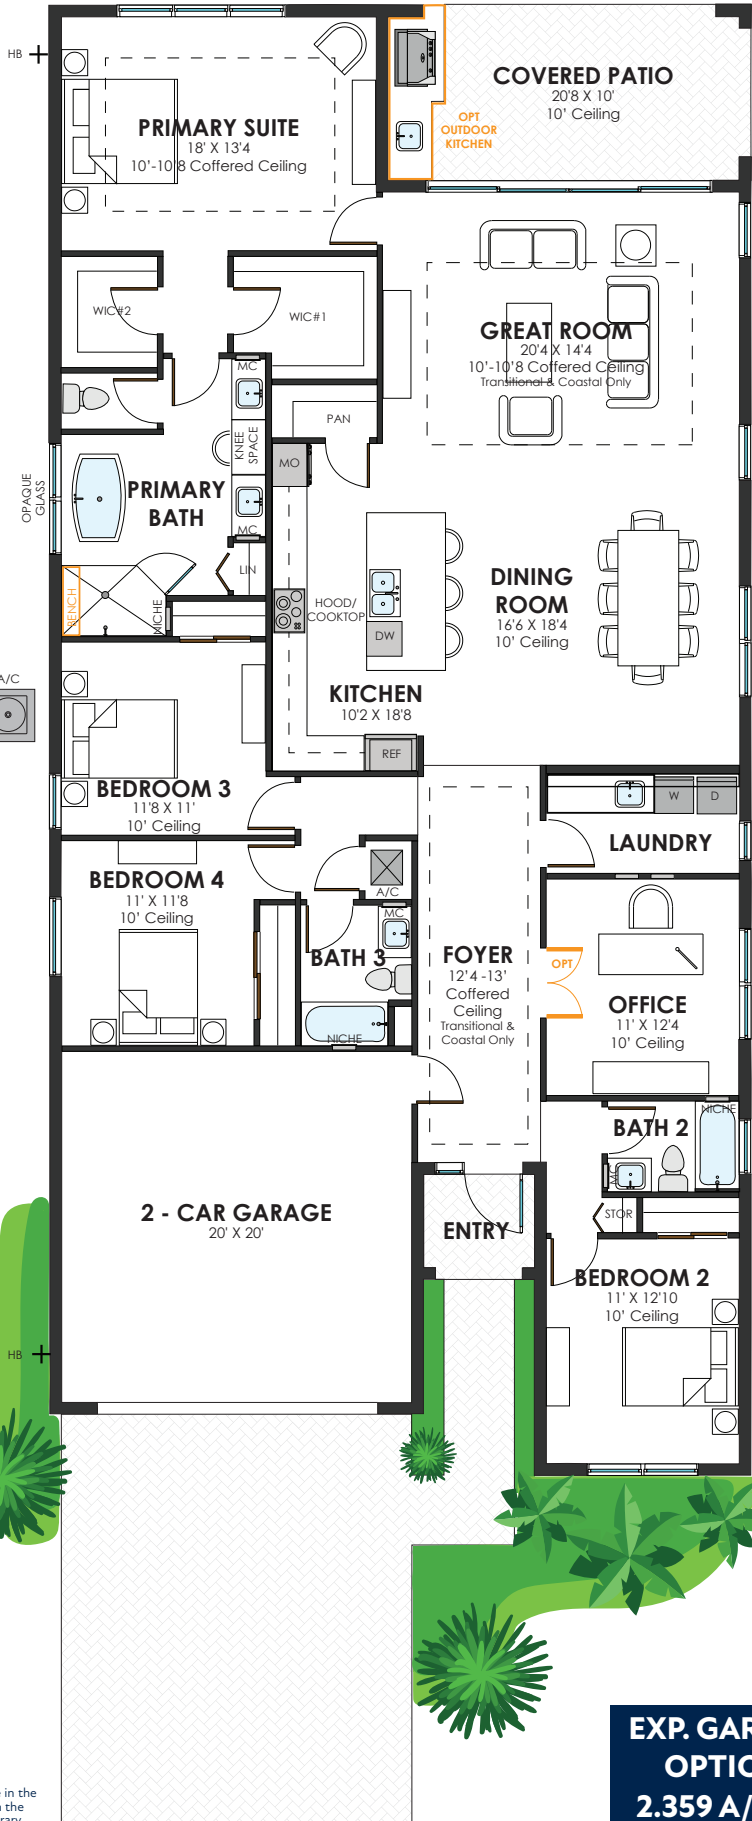 HB
COVERED PATIO
20'8 X 10'
10' Ceiling
OPT
OUTDOOR
KITCHEN
PRIMARY SUITE
18' X 13'4
10'-10'8 Coffered Ceiling
WIC#2
WIC#1
GREAT ROOM
20'4 X 14'4
10'-10'8 Coffered Ceiling
Transitional & Coastal Only
MC
PAN
KNEE
SPACE
MO
OPAQUE
GLASS
PRIMARY
BATH
MC
LIN
BENCH
NICHE
HOOD/
COOKTOP
DW
DINING
ROOM
16'6 X 18'4
10' Ceiling
A/C
KITCHEN
10'2 X 18'8
REF
BEDROOM 3
11'8 X 11'
10' Ceiling
W
D
LAUNDRY
BEDROOM 4
11' X 11'8
10' Ceiling
A/C
MC
BATH 3
NICHE
FOYER
12'4 -13'
Coffered
Ceiling
Transitional &
Coastal Only
OPT
OFFICE
11' X 12'4
10' Ceiling
NICHE
BATH 2
MC
STOR
2 - CAR GARAGE
20' X 20'
ENTRY
BEDROOM 2
11' X 12'10
10' Ceiling
HB
EXP. GAR
OPTIO
2.359 A/
in the
the